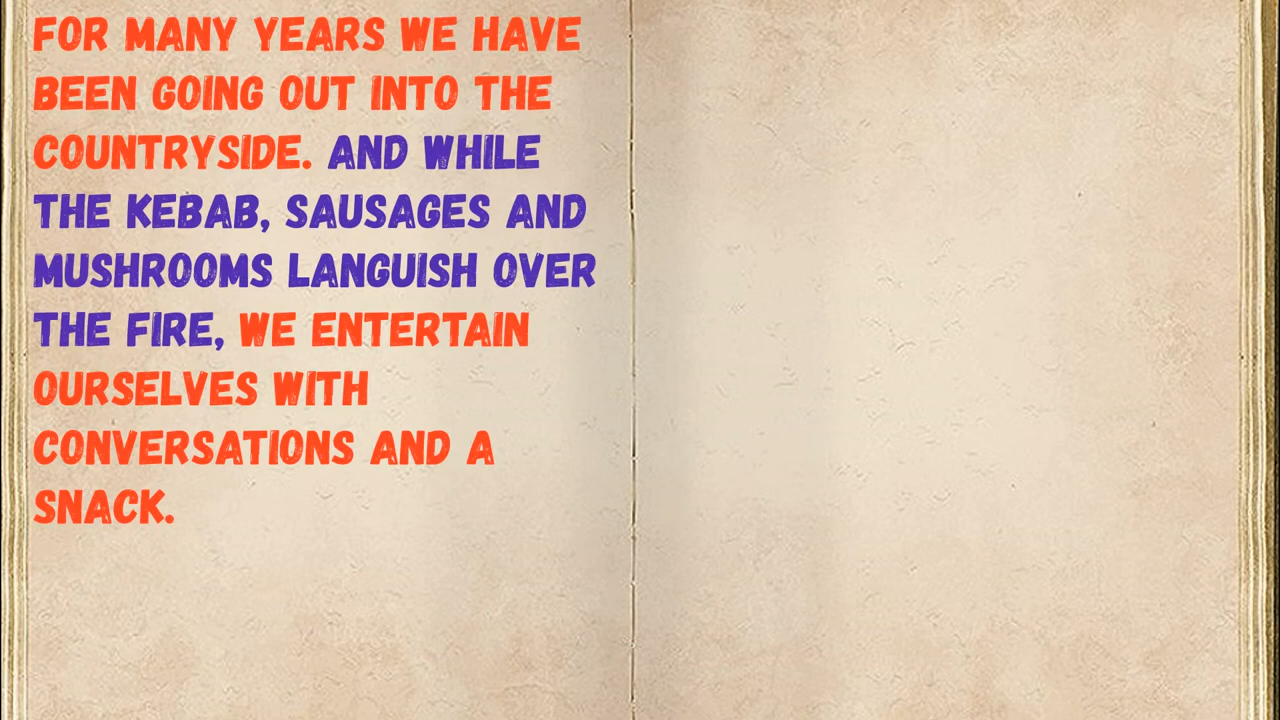 FOR MANY YEARS WE HAVE
BEEN GOING OUT INTO THE
COUNTRYSIDE. AND WHILE
THE KEBAB, SAUSAGES AND
MUSHROOMS LANGUISH OVER
THE FIRE, WE ENTERTAIN
OURSELVES WITH
CONVERSATIONS AND A
SNACK.